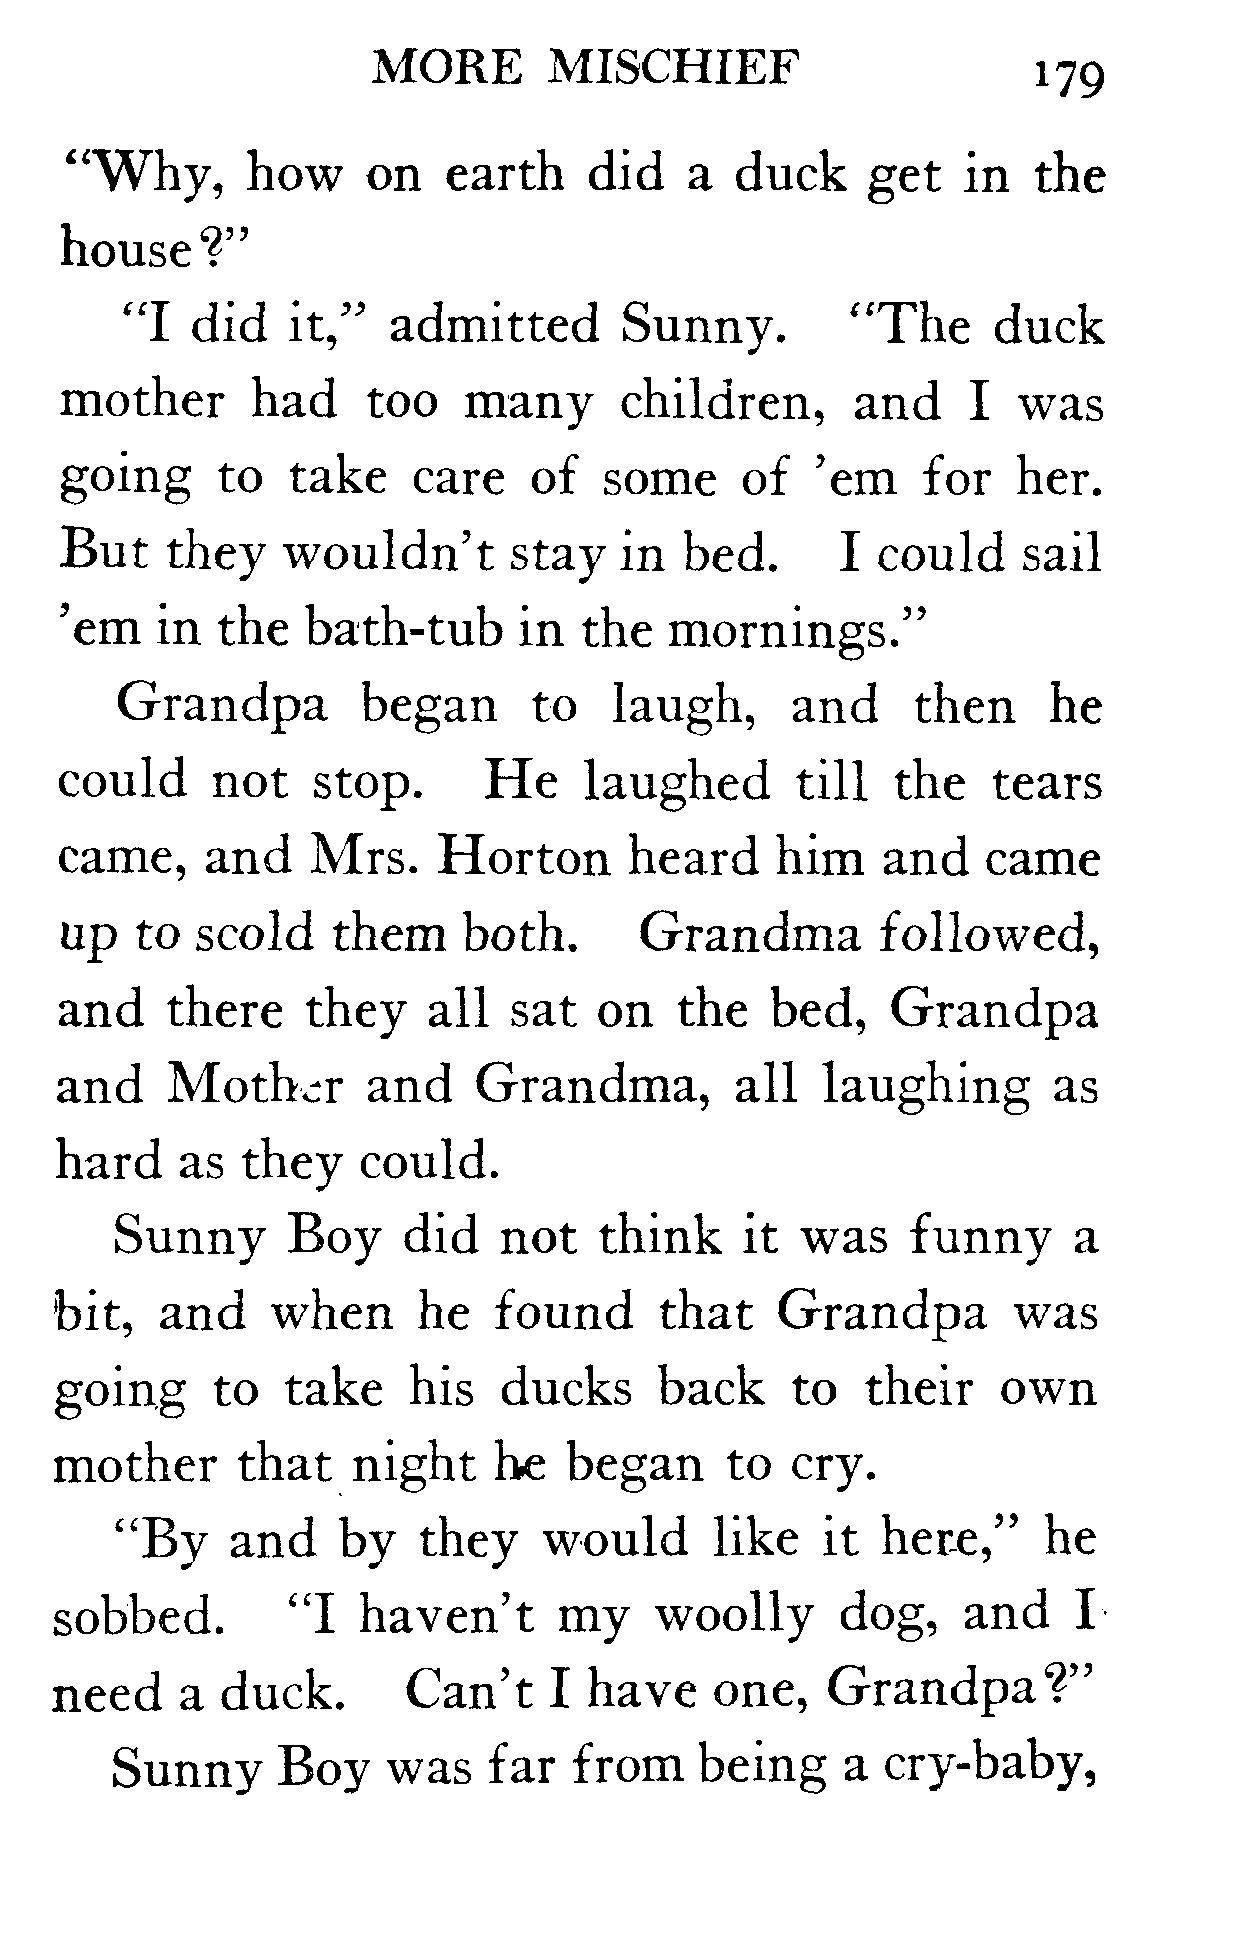 MORE MISCHIEF 179
“Why, how on earth did a duck get in the
house?”
“I did it,” admitted Sunny. “The duck
mother had too many children, and I was
going to take care of some of ’em for her.
But they wouldn’t stay in bed. I could sail
’em in the bath-tub in the mornings.”
Grandpa began to laugh, and then he
could not stop. He laughed till the tears
came, and Mrs. Horton heard him and came
up to scold them both. Grandma followed,
and there they all sat on the bed, Grandpa
and Mother and Grandma, all laughing as
hard as they could.
Sunny Boy did not think it was funny a
bit, and when he found that Grandpa was
going to take his ducks back to their own
mother that night he began to cry.
“By and by they would like it here,” he
sobbed. “I haven’t my woolly dog, and I
need a duck. Can’t I have one, Grandpa?”
Sunny Boy was far from being a cry-baby,